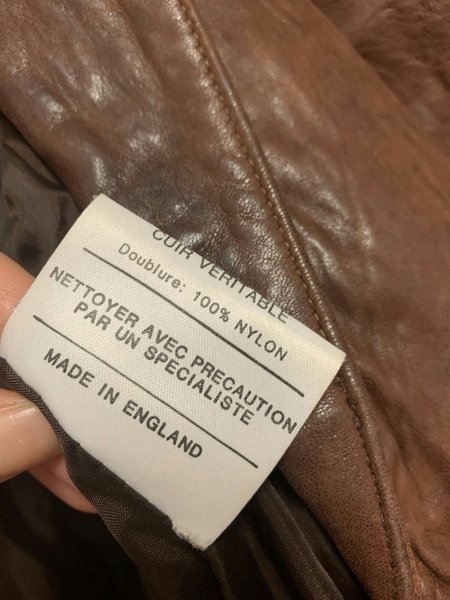 CUIR VERITABLE
Doublure: 100% NYLON
NETTOYER AVEC PRECAUTION
PAR UN SPECIALISTE
MADE IN ENGLAND